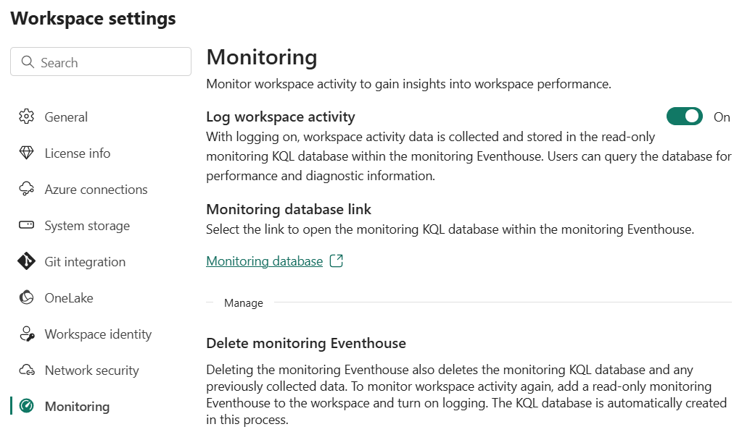 Workspace settings
Search
General
License info
Azure connections
System storage
Git integration
OneLake
Workspace identity
Network security
Monitoring
Monitoring
Monitor workspace activity to gain insights into workspace performance.
Log workspace activity
On
With logging on, workspace activity data is collected and stored in the read-only
monitoring KQL database within the monitoring Eventhouse. Users can query the database for
performance and diagnostic information.
Monitoring database link
Select the link to open the monitoring KQL database within the monitoring Eventhouse.
Monitoring database
Manage
Delete monitoring Eventhouse
Deleting the monitoring Eventhouse also deletes the monitoring KQL database and any
previously collected data. To monitor workspace activity again, add a read-only monitoring
Eventhouse to the workspace and turn on logging. The KQL database is automatically created
in this process.